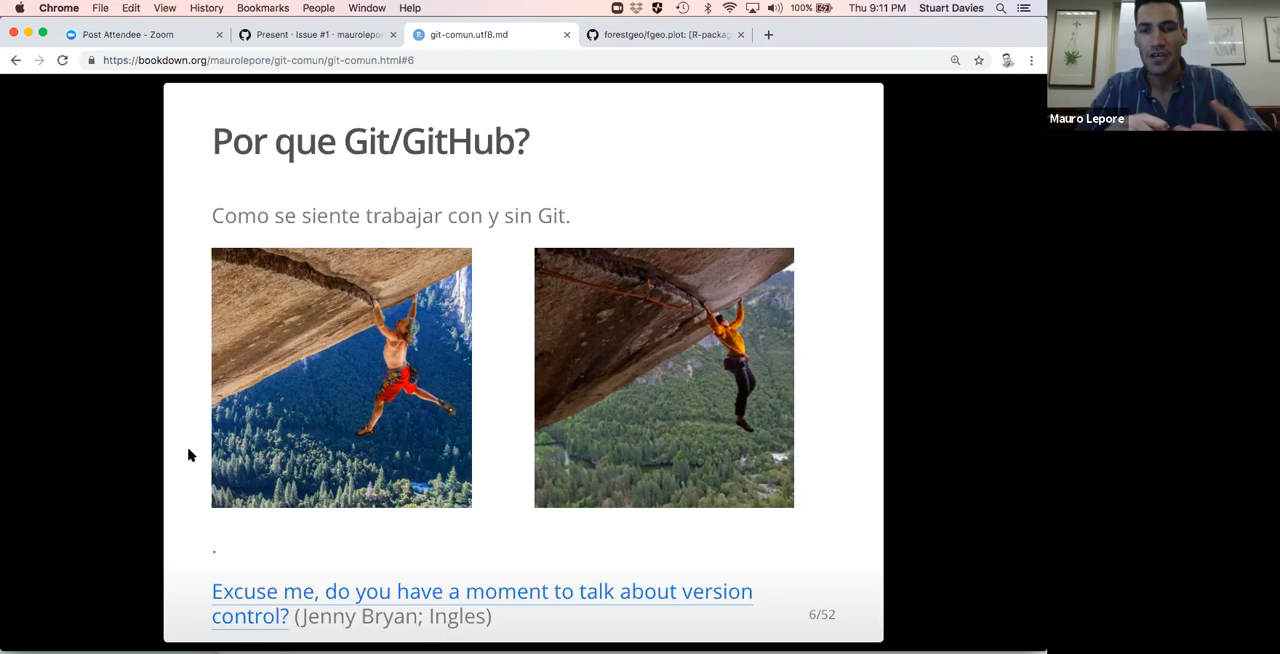 Chrome File Edit View History Bookmarks People Window Help 100% Thu 9:11 PM Stuart Davies
Post Attendee - Zoom
Present · Issue #1 · maurolepo
git-comun.utf8.md
forestgeo/fgeo.plot: [R-packag
https://bookdown.org/maurolepore/git-comun/git-comun.html#6
Mauro Lepore
Por que Git/GitHub?
Como se siente trabajar con y sin Git.
.
Excuse me, do you have a moment to talk about version
control? (Jenny Bryan; Ingles)
6/52